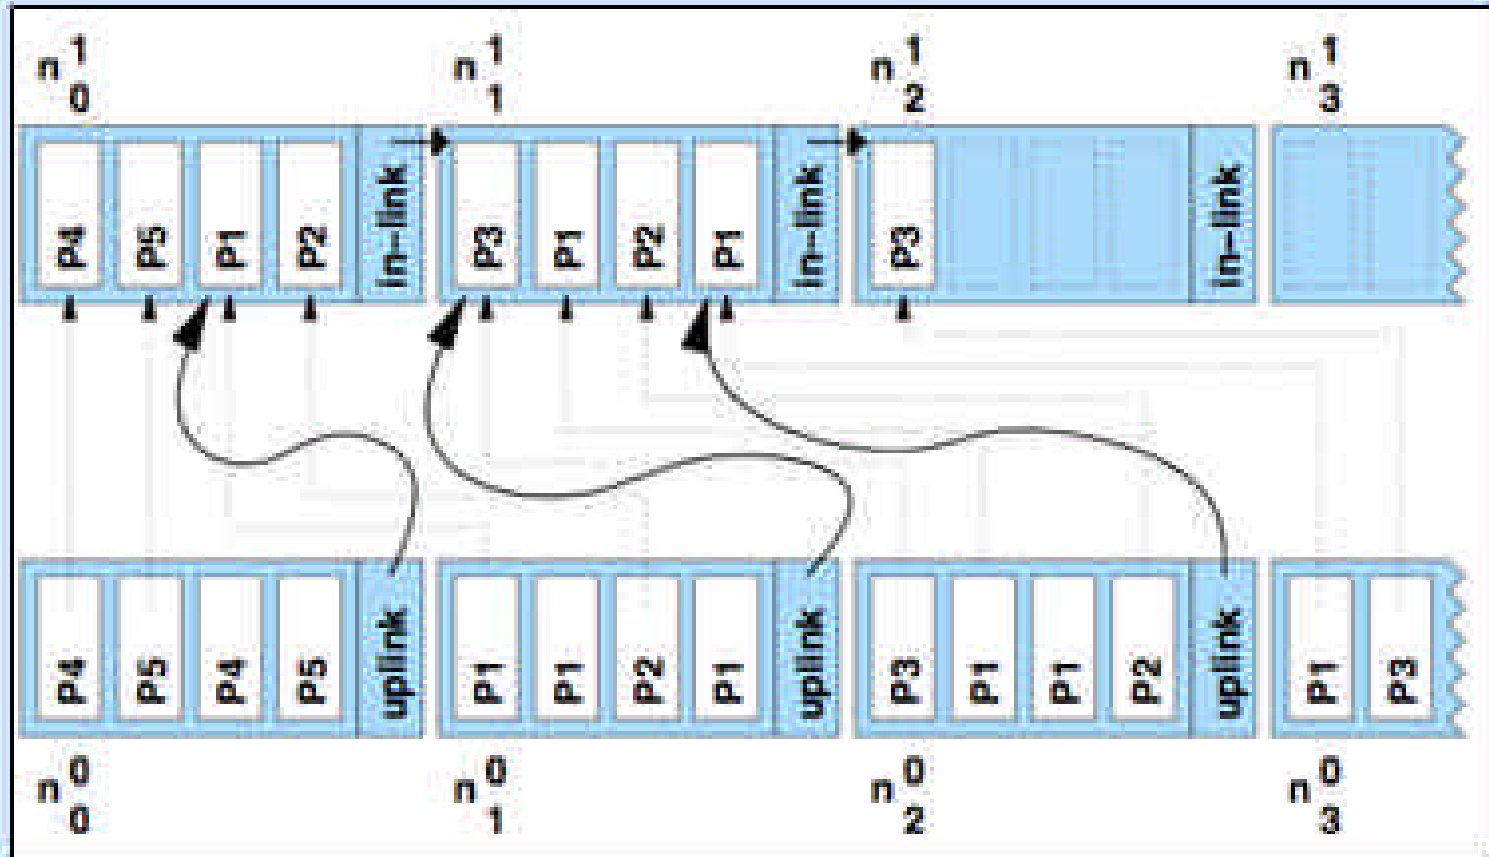 n 1 0 n 1 1 n 1 2 n 1 3
P4 P5 P1 P2 in-link P3 P1 P2 P1 in-link P3 in-link
P4 P5 P4 P5 uplink P1 P1 P2 P1 uplink P3 P1 P1 P2 uplink P1 P3
n 0 0 n 0 1 n 0 2 n 0 3